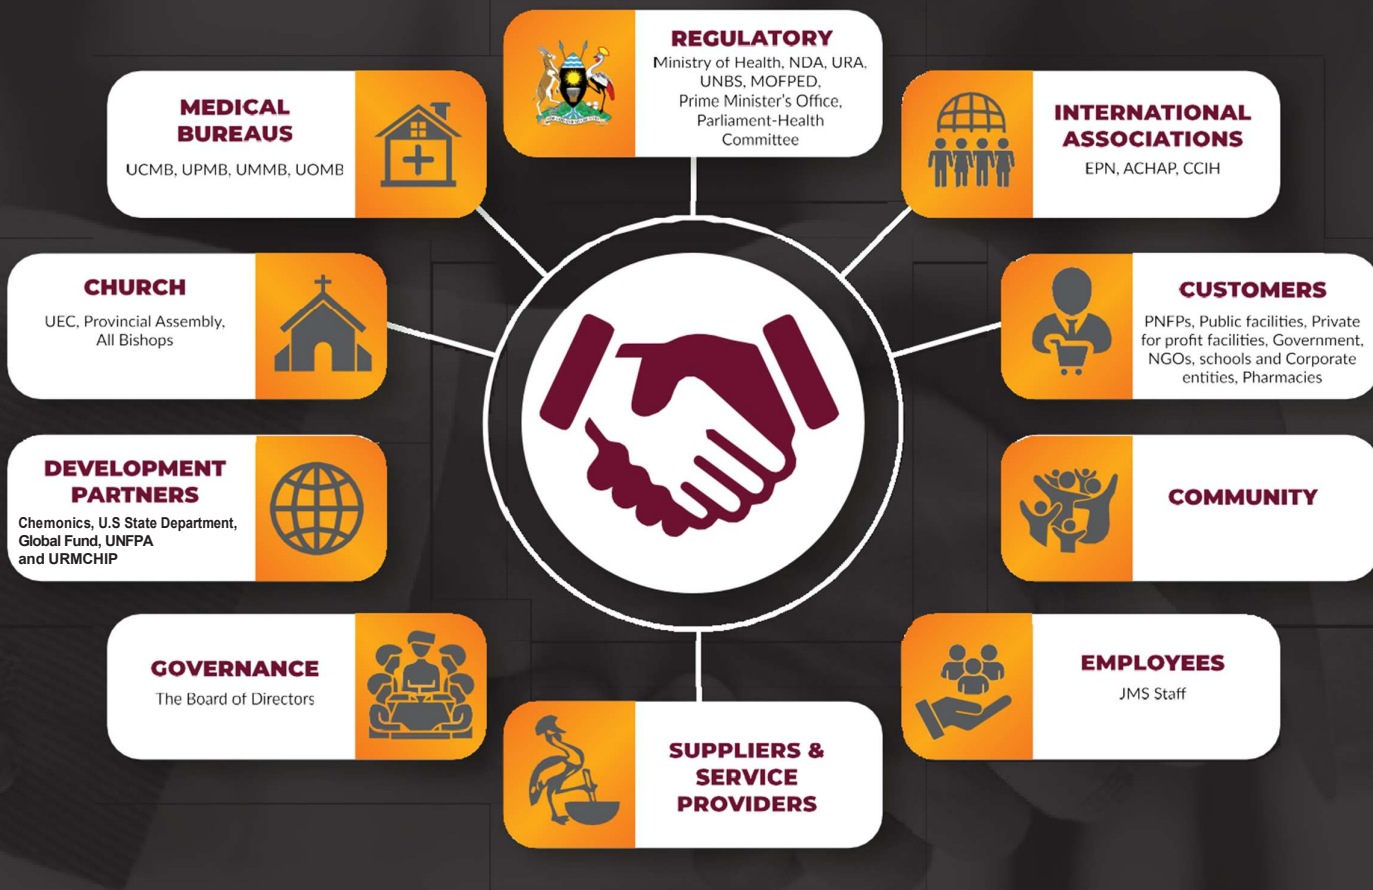 REGULATORY
Ministry of Health, NDA, URA,
UNBS, MOFPED,
Prime Minister's Office,
Parliament-Health
Committee
MEDICAL
BUREAUS
UCMB, UPMB, UMMB, UOMB
INTERNATIONAL
ASSOCIATIONS
EPN, ACHAP, CCIH
CHURCH
UEC, Provincial Assembly,
All Bishops
CUSTOMERS
PNFPs, Public facilities, Private
for profit facilities, Government,
NGOs, schools and Corporate
entities, Pharmacies
DEVELOPMENT
PARTNERS
Chemonics, U.S State Department,
Global Fund, UNFPA
and URMCHIP
COMMUNITY
GOVERNANCE
The Board of Directors
EMPLOYEES
JMS Staff
SUPPLIERS &
SERVICE
PROVIDERS